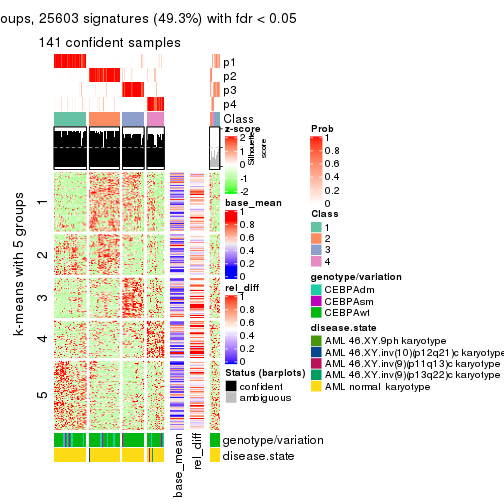 oups, 25603 signatures (49.3%) with fdr < 0.05
141 confident samples
p1
p2
p3
p4
Class
z-score
2
1
0
-1
-2
Silhouette
score
1
2
3
4
5
k-means with 5 groups
base_mean
1
0.8
0.6
0.4
0.2
0
rel_diff
1
0.8
0.6
0.4
0.2
0
Status (barplots)
confident
ambiguous
Prob
1
0.8
0.6
0.4
0.2
0
Class
1
2
3
4
genotype/variation
CEBPAdm
CEBPAsm
CEBPAwt
disease.state
AML 46.XY.9ph karyotype
AML 46.XY.inv(10)(p12q21)c karyotype
AML 46.XY.inv(9)(p11q13)c karyotype
AML 46.XY.inv(9)(p13q22)c karyotype
AML normal karyotype
genotype/variation
disease.state
base_mean
rel_diff